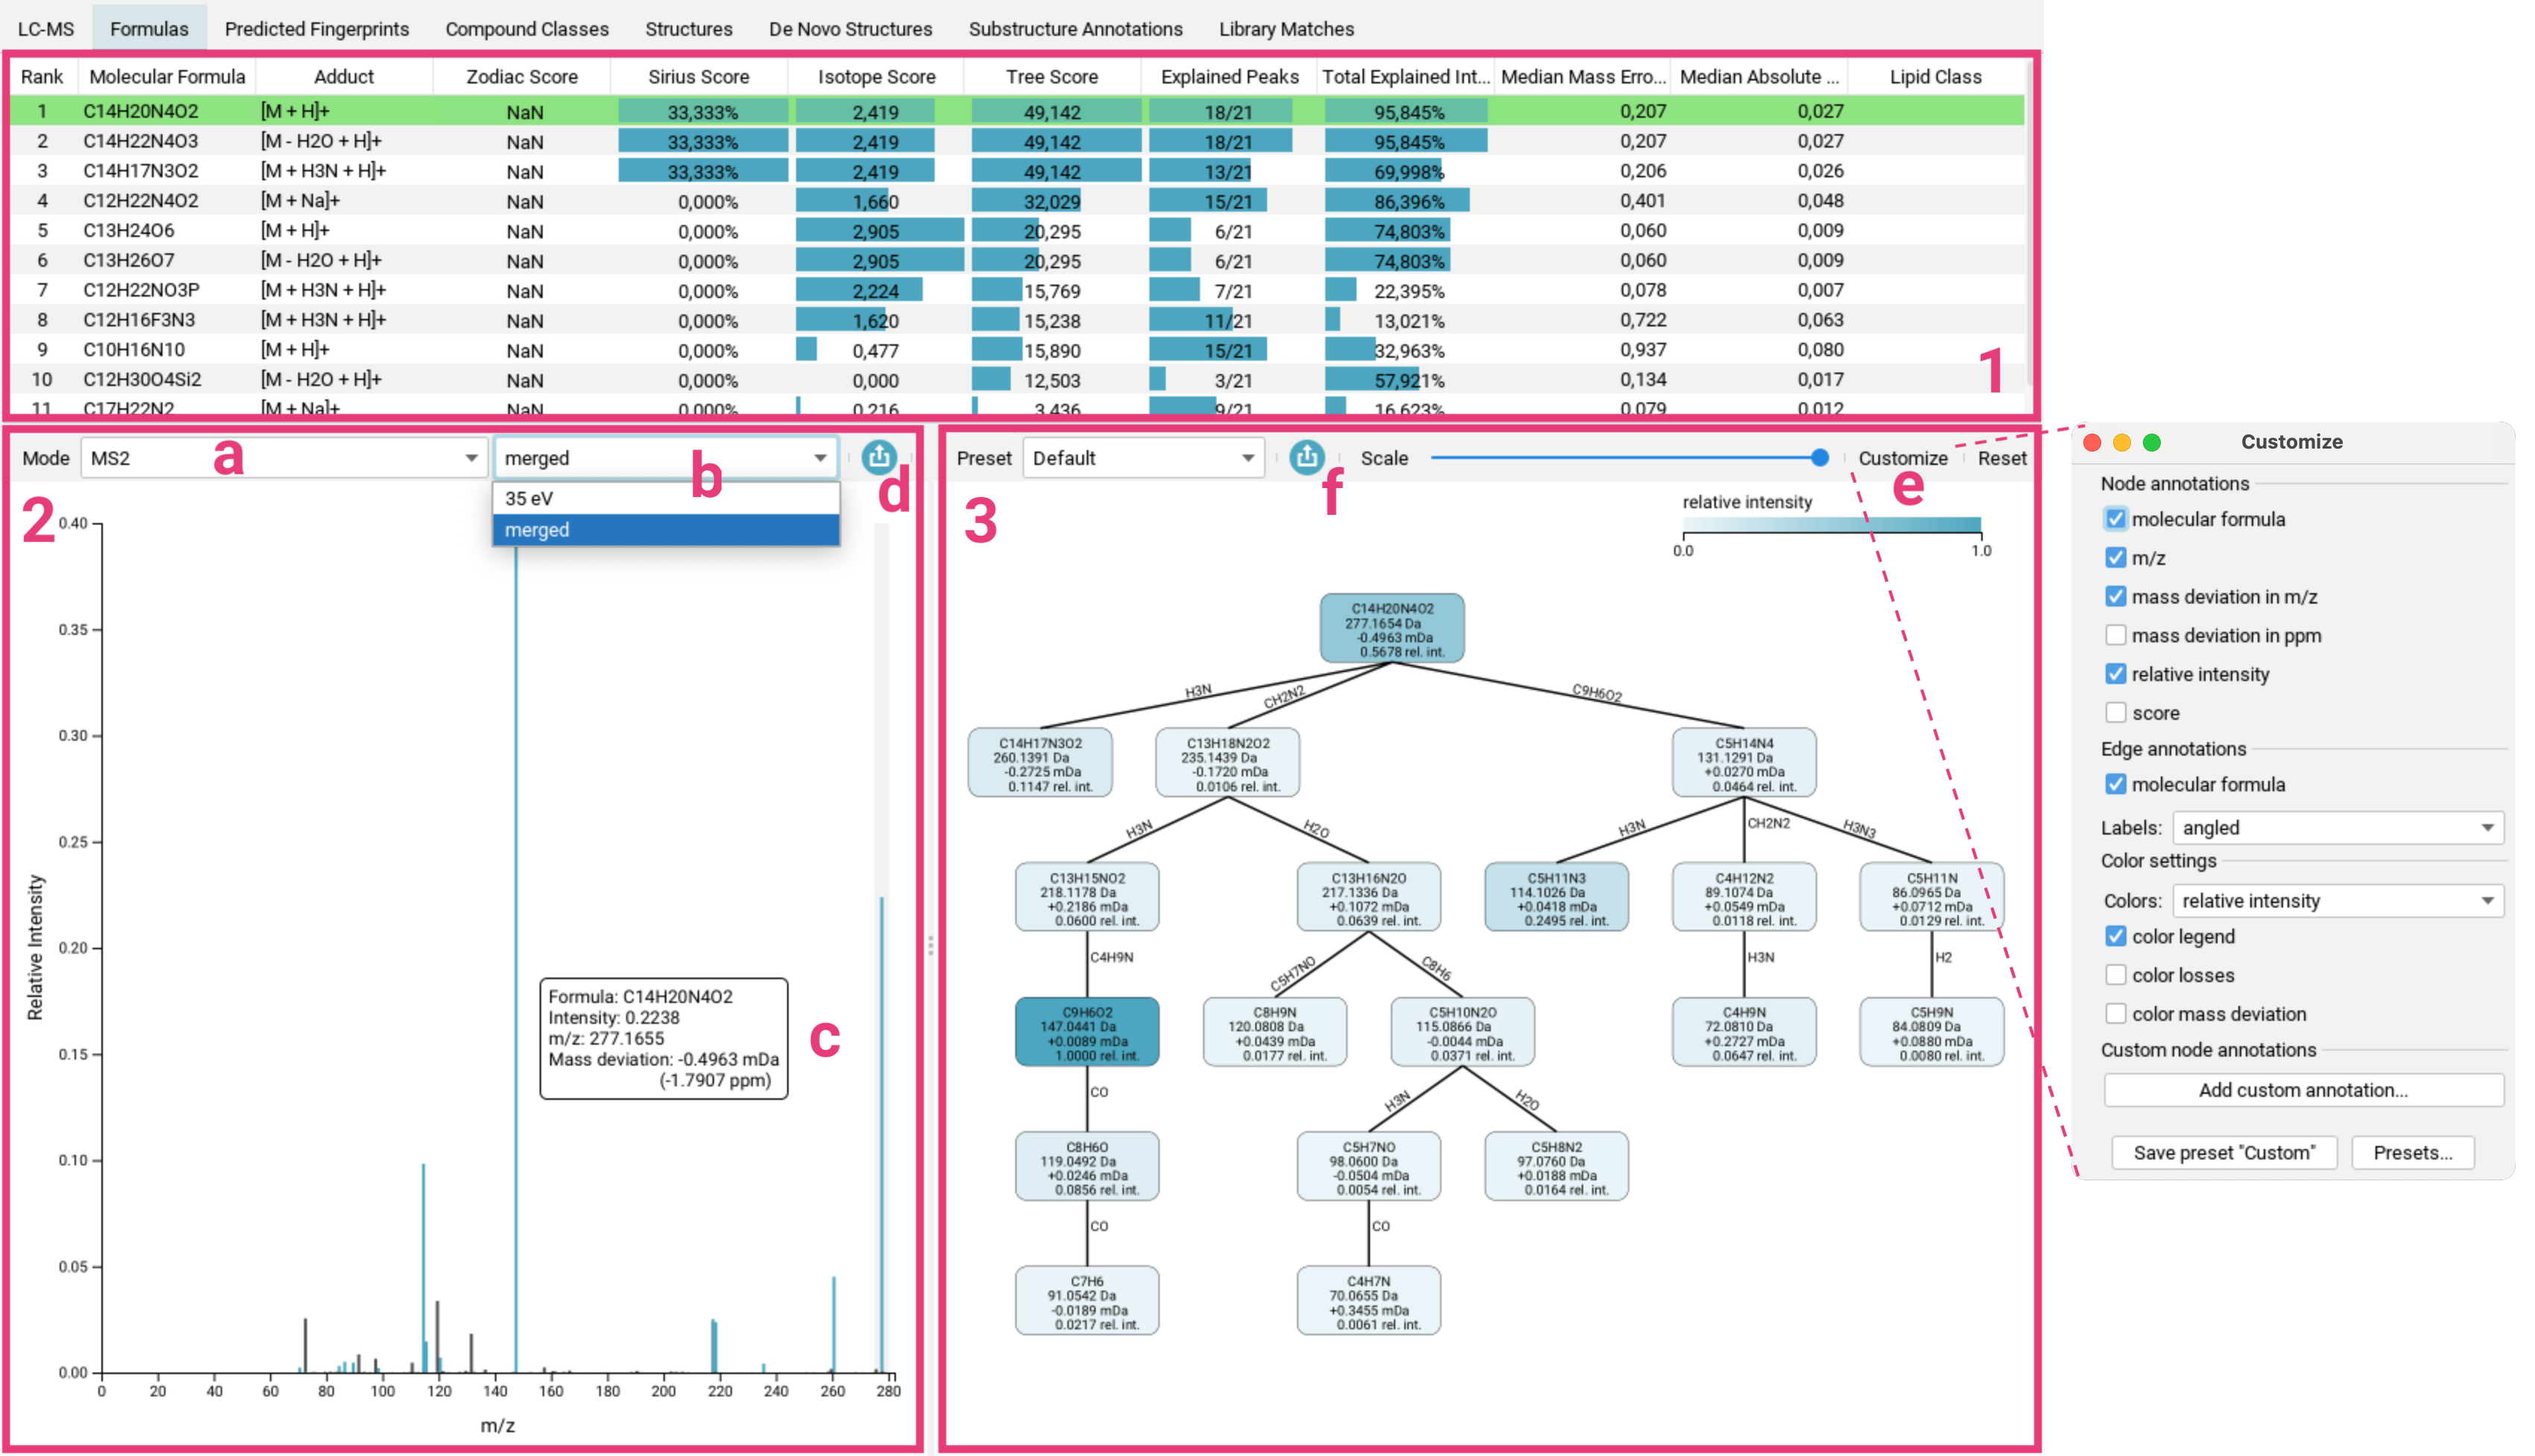 LC-MS Formulas Predicted Fingerprints Compound Classes Structures De Novo Structures Substructure Annotations Library Matches
Rank Molecular Formula Adduct Zodiac Score Sirius Score Isotope Score Tree Score Explained Peaks Total Explained Int... Median Mass Erro... Median Absolute ... Lipid Class
1 C14H20N4O2 [M + H]+ NaN 33,333% 2,419 49,142 18/21 95,845% 0,207 0,027
2 C14H22N4O3 [M - H2O + H]+ NaN 33,333% 2,419 49,142 18/21 95,845% 0,207 0,027
3 C14H17N3O2 [M + H3N + H]+ NaN 33,333% 2,419 49,142 13/21 69,998% 0,206 0,026
4 C12H22N4O2 [M + Na]+ NaN 0,000% 1,660 32,029 15/21 86,396% 0,401 0,048
5 C13H24O6 [M + H]+ NaN 0,000% 2,905 20,295 6/21 74,803% 0,060 0,009
6 C13H26O7 [M - H2O + H]+ NaN 0,000% 2,905 20,295 6/21 74,803% 0,060 0,009
7 C12H22NO3P [M + H3N + H]+ NaN 0,000% 2,224 15,769 7/21 22,395% 0,078 0,007
8 C12H16F3N3 [M + H3N + H]+ NaN 0,000% 1,620 15,238 11/21 13,021% 0,722 0,063
9 C10H16N10 [M + H]+ NaN 0,000% 0,477 15,890 15/21 32,963% 0,937 0,080
10 C12H30O4Si2 [M - H2O + H]+ NaN 0,000% 0,000 12,503 3/21 57,921% 0,134 0,017
11 C17H22N2 [M + Na]+ NaN 0,000% 0,216 3,436 9/21 16,623% 0,079 0,012
1
Mode MS2 a merged b d
35 eV
merged
2
0.40
0.35
0.30
0.25
0.20
0.15
0.10
0.05
0.00
Relative Intensity
Formula: C14H20N4O2
Intensity: 0.2238
m/z: 277.1655
Mass deviation: -0.4963 mDa
(-1.7907 ppm)
c
0 20 40 60 80 100 120 140 160 180 200 220 240 260 280
m/z
Preset Default f Scale Customize e Reset
3
relative intensity
0.0 1.0
C14H20N4O2
277.1654 Da
-0.4963 mDa
0.5678 rel. int.
H3N CH2N2 C9H6O2
C14H17N3O2
260.1391 Da
-0.2725 mDa
0.1147 rel. int.
C13H18N2O2
235.1439 Da
-0.1720 mDa
0.0106 rel. int.
C5H14N4
131.1291 Da
+0.0270 mDa
0.0464 rel. int.
H3N H2O H3N CH2N2 H3N3
C13H15NO2
218.1178 Da
+0.2186 mDa
0.0600 rel. int.
C13H16N2O
217.1336 Da
+0.1072 mDa
0.0639 rel. int.
C5H11N3
114.1026 Da
+0.0418 mDa
0.2495 rel. int.
C4H12N2
89.1074 Da
+0.0549 mDa
0.0118 rel. int.
C5H11N
86.0965 Da
+0.0712 mDa
0.0129 rel. int.
C4H9N C5H7NO C8H6 H3N H2
C9H6O2
147.0441 Da
+0.0089 mDa
1.0000 rel. int.
C8H9N
120.0808 Da
+0.0439 mDa
0.0177 rel. int.
C5H10N2O
115.0866 Da
-0.0044 mDa
0.0371 rel. int.
C4H9N
72.0810 Da
+0.2727 mDa
0.0647 rel. int.
C5H9N
84.0809 Da
+0.0880 mDa
0.0080 rel. int.
CO H3N H2O
C8H6O
119.0492 Da
+0.0246 mDa
0.0856 rel. int.
C5H7NO
98.0600 Da
-0.0504 mDa
0.0054 rel. int.
C5H8N2
97.0760 Da
+0.0188 mDa
0.0164 rel. int.
CO CO
C7H6
91.0542 Da
-0.0189 mDa
0.0217 rel. int.
C4H7N
70.0655 Da
+0.3455 mDa
0.0061 rel. int.
Customize
Node annotations
molecular formula
m/z
mass deviation in m/z
mass deviation in ppm
relative intensity
score
Edge annotations
molecular formula
Labels: angled
Color settings
Colors: relative intensity
color legend
color losses
color mass deviation
Custom node annotations
Add custom annotation...
Save preset "Custom" Presets...